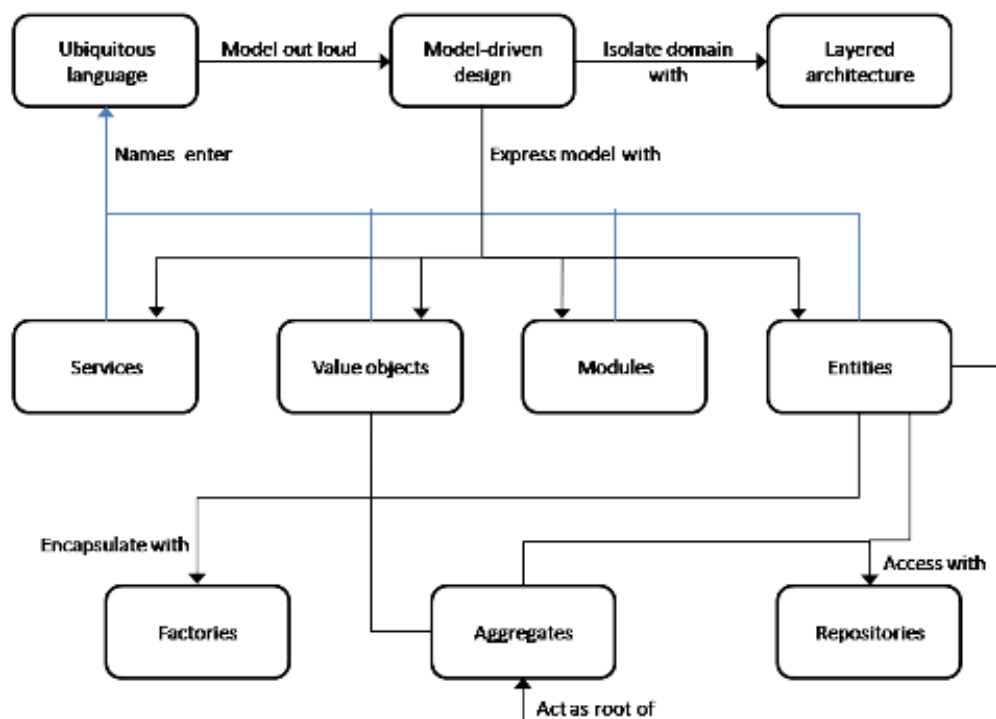 Ubiquitous
language
Model out loud
Model-driven
design
Isolate domain
with
Layered
architecture
Names enter
Express model with
Services
Value objects
Modules
Entities
Encapsulate with
Access with
Factories
Aggregates
Repositories
Act as root of